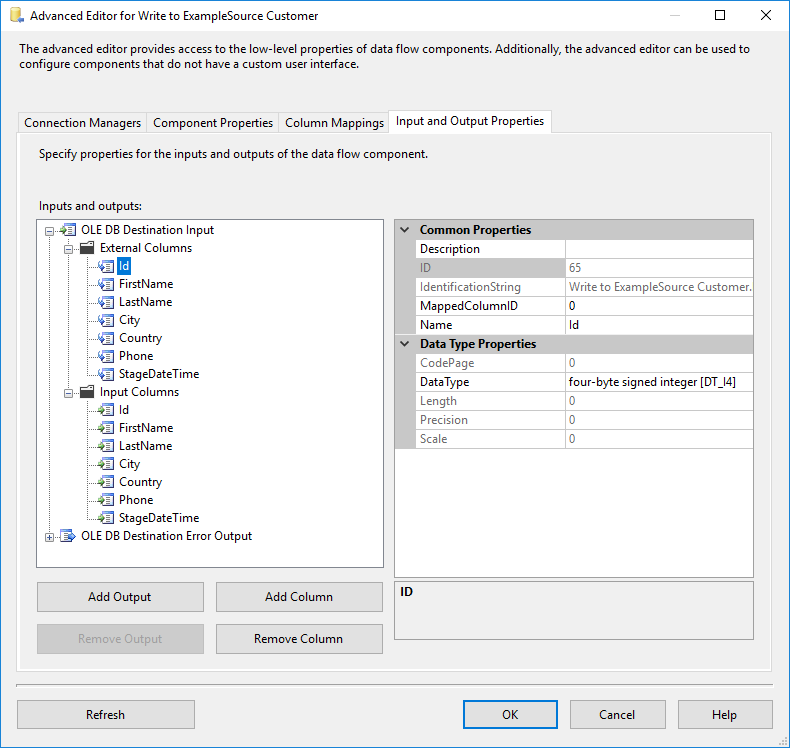 Advanced Editor for Write to ExampleSource Customer
The advanced editor provides access to the low-level properties of data flow components. Additionally, the advanced editor can be used to
configure components that do not have a custom user interface.
Connection Managers
Component Properties
Column Mappings
Input and Output Properties
Specify properties for the inputs and outputs of the data flow component.
Inputs and outputs:
OLE DB Destination Input
External Columns
Id
FirstName
LastName
City
Country
Phone
StageDateTime
Input Columns
Id
FirstName
LastName
City
Country
Phone
StageDateTime
OLE DB Destination Error Output
Common Properties
Description
ID 65
IdentificationString Write to ExampleSource Customer.
MappedColumnID 0
Name Id
Data Type Properties
CodePage 0
DataType four-byte signed integer [DT_I4]
Length 0
Precision 0
Scale 0
ID
Add Output
Add Column
Remove Output
Remove Column
Refresh
OK
Cancel
Help